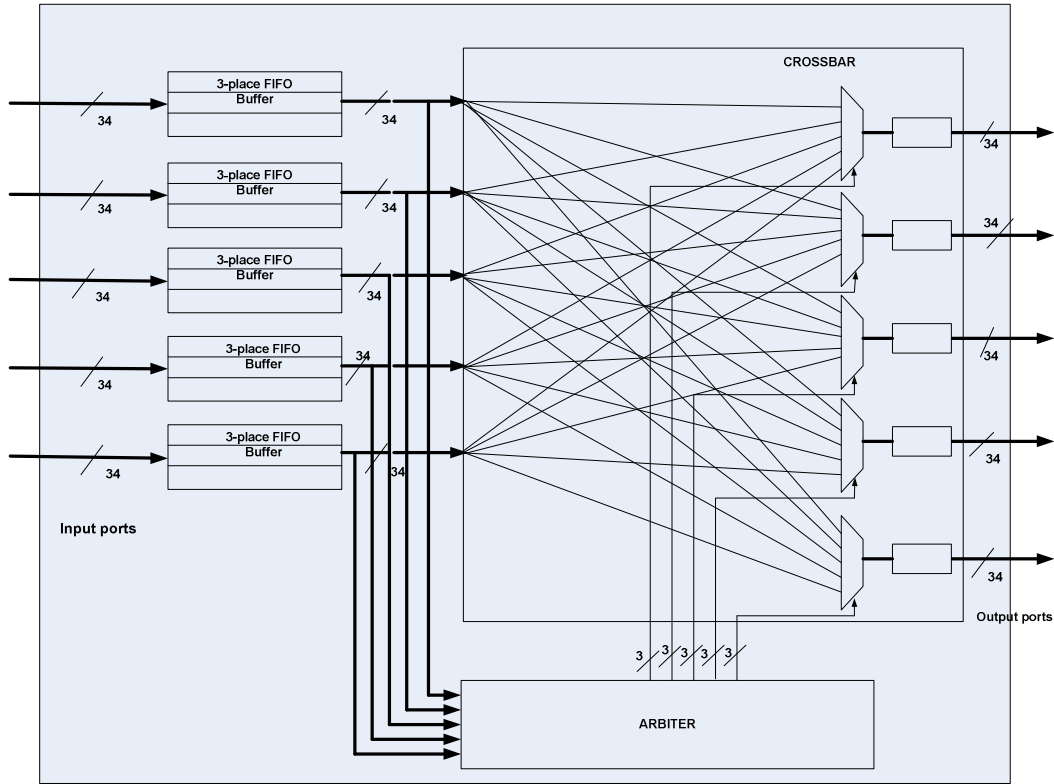 CROSSBAR
3-place FIFO
Buffer
34
34
34
3-place FIFO
Buffer
34
34
34
3-place FIFO
Buffer
34
34
34
3-place FIFO
Buffer
34
34
34
3-place FIFO
Buffer
34
34
34
Input ports
Output ports
3
3
3
3
3
ARBITER